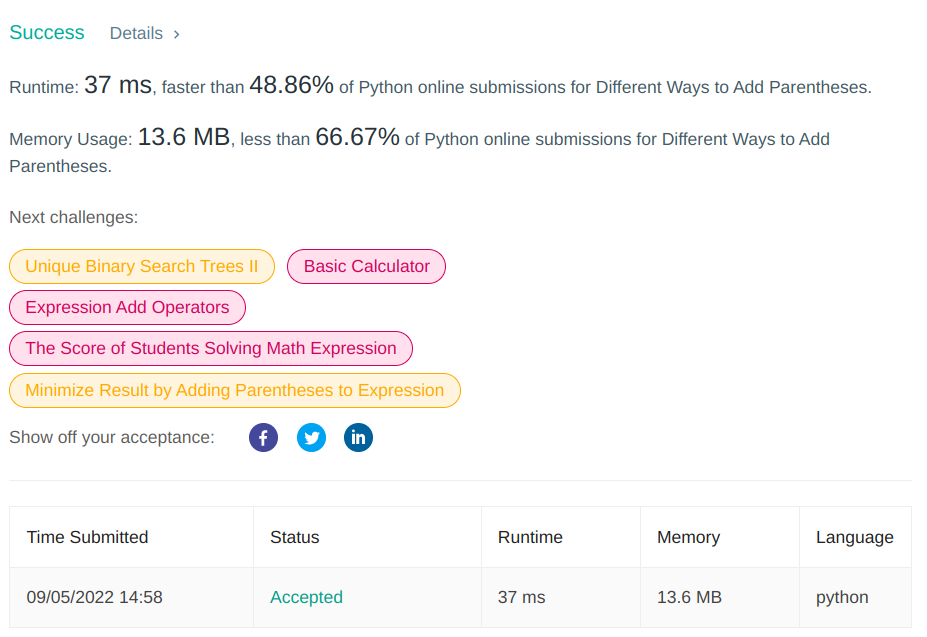 Success Details >
Runtime: 37 ms, faster than 48.86% of Python online submissions for Different Ways to Add Parentheses.
Memory Usage: 13.6 MB, less than 66.67% of Python online submissions for Different Ways to Add
Parentheses.
Next challenges:
Unique Binary Search Trees II Basic Calculator
Expression Add Operators
The Score of Students Solving Math Expression
Minimize Result by Adding Parentheses to Expression
Show off your acceptance: f in
Time Submitted Status Runtime Memory Language
09/05/2022 14:58 Accepted 37 ms 13.6 MB python